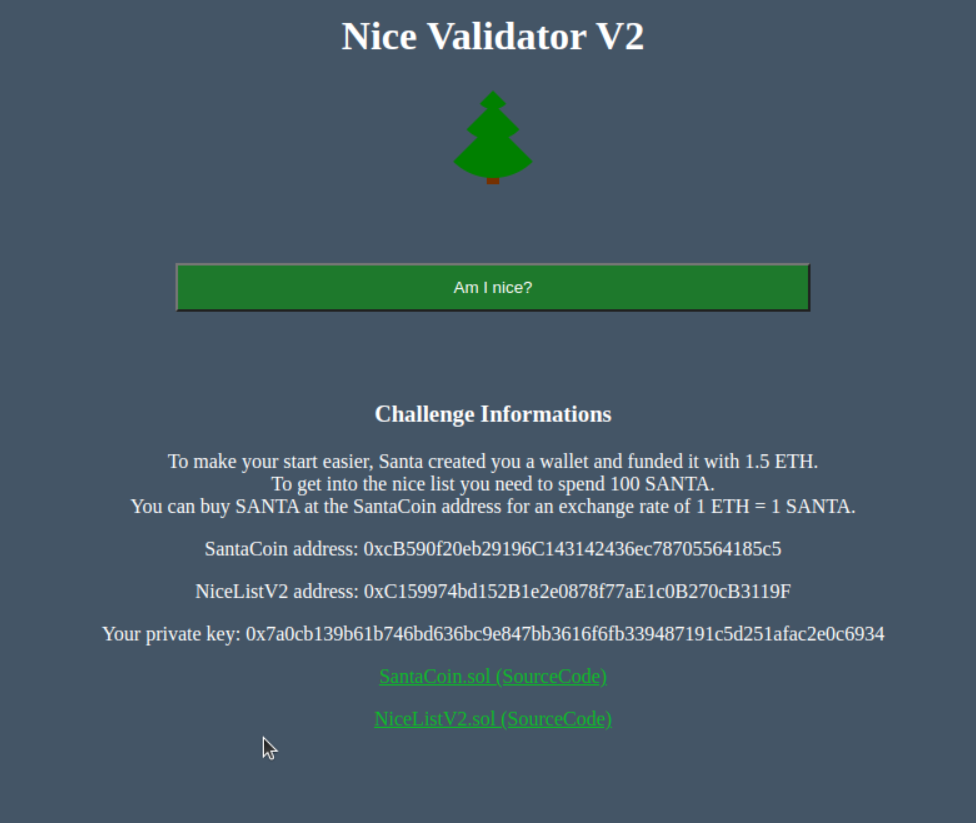 Nice Validator V2
Am I nice?
Challenge Informations
To make your start easier, Santa created you a wallet and funded it with 1.5 ETH.
To get into the nice list you need to spend 100 SANTA.
You can buy SANTA at the SantaCoin address for an exchange rate of 1 ETH = 1 SANTA.
SantaCoin address: 0xcB590f20eb29196C143142436ec78705564185c5
NiceListV2 address: 0xC159974bd152B1e2e0878f77aE1c0B270cB3119F
Your private key: 0x7a0cb139b61b746bd636bc9e847bb3616f6fb339487191c5d251afac2e0c6934
SantaCoin.sol (SourceCode)
NiceListV2.sol (SourceCode)